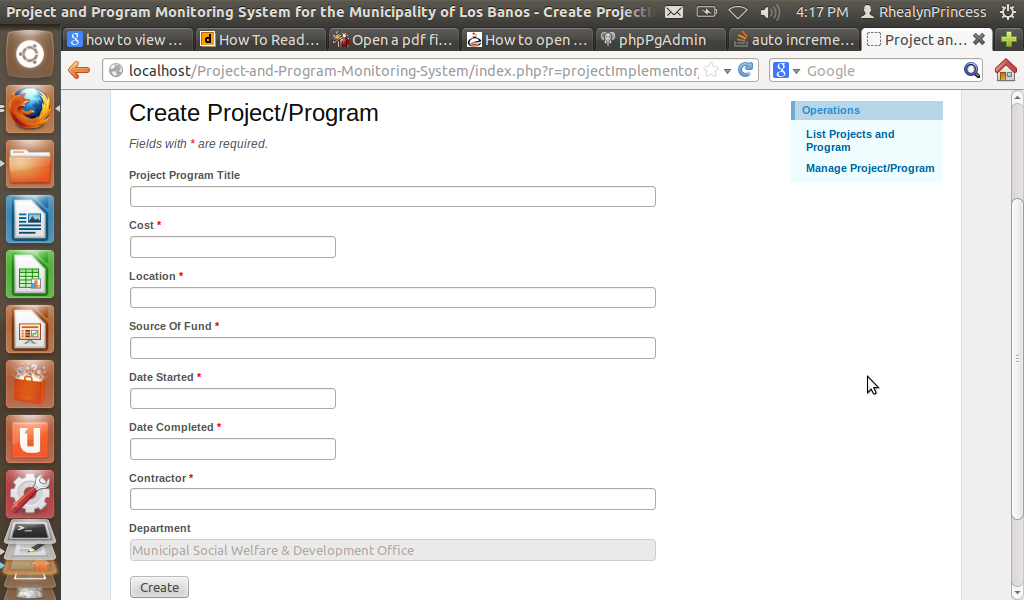 Project and Program Monitoring System for the Municipality of Los Banos - Create Project
4:17 PM
RhealynPrincess
how to view ...
How To Read...
Open a pdf fi...
How to open ...
phpPgAdmin
auto increme...
Project an...
localhost/Project-and-Program-Monitoring-System/index.php?r=projectImplementor
Google
Create Project/Program
Fields with * are required.
Project Program Title
Cost *
Location *
Source Of Fund *
Date Started *
Date Completed *
Contractor *
Department
Municipal Social Welfare & Development Office
Create
Operations
List Projects and
Program
Manage Project/Program